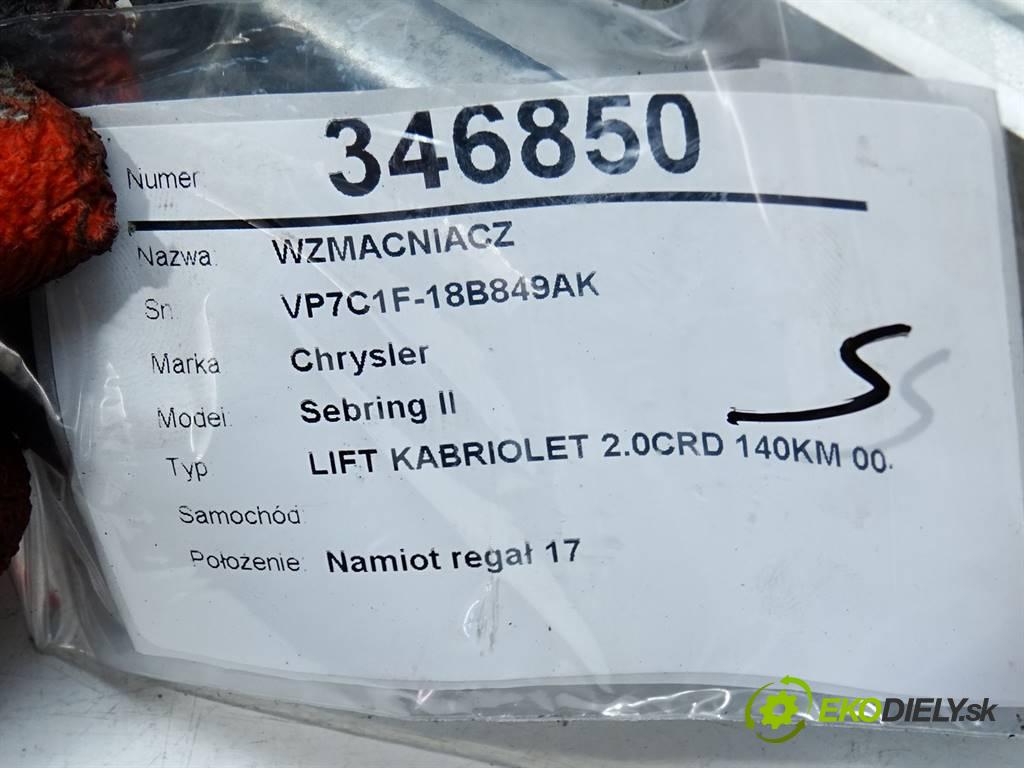 Numer 346850
Nazwa: WZMACNIACZ
Sn: VP7C1F-18B849AK
Marka Chrysler
Model: Sebring II
Typ LIFT KABRIOLET 2.0CRD 140KM 00-
Samochód:
Położenie: Namiot regał 17
S
EKODIELY.sk